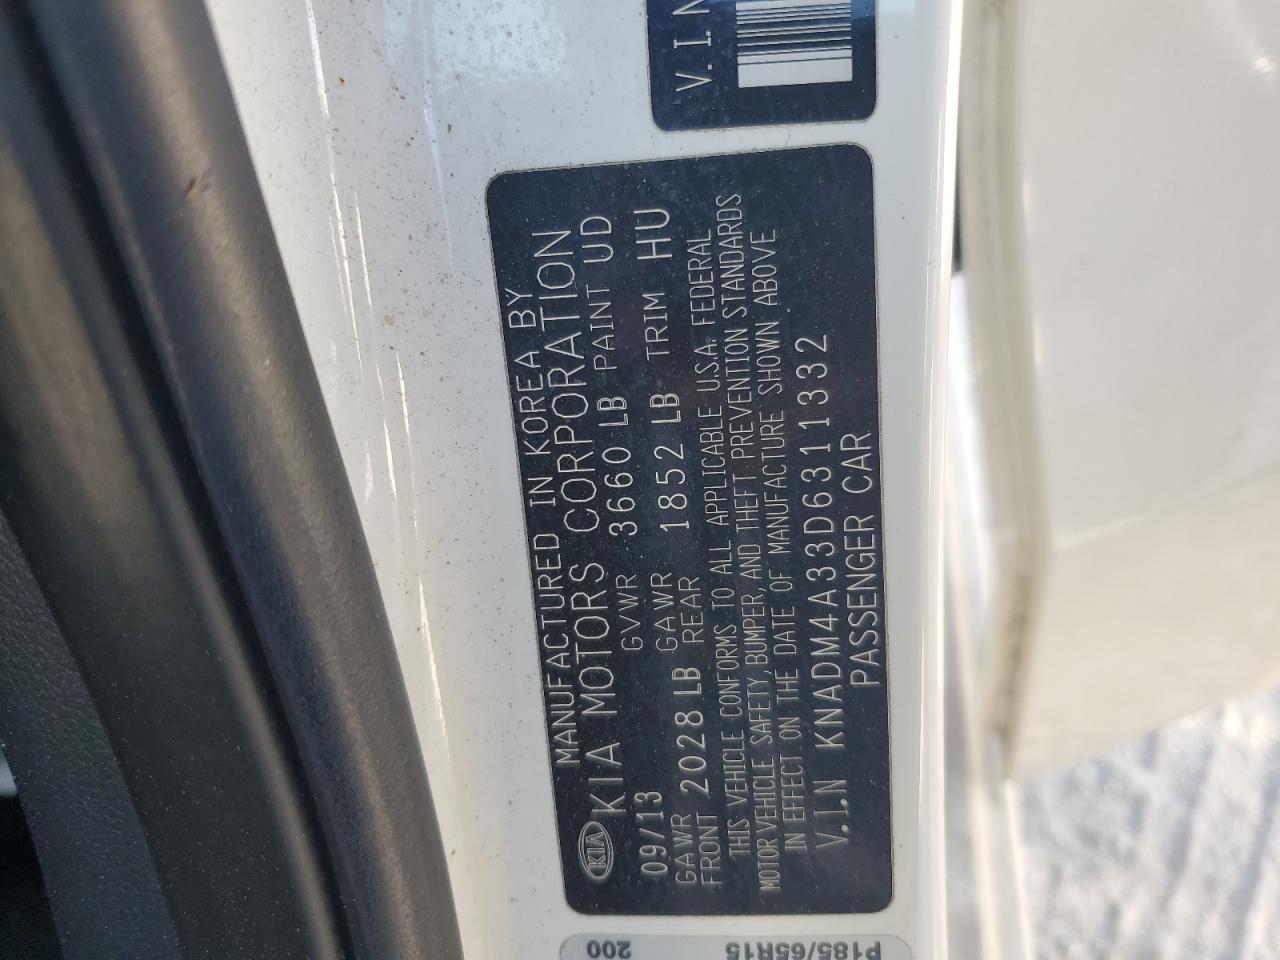 V.I.N
MANUFACTURED IN KOREA BY
KIA KIA MOTORS CORPORATION
09/13 GVWR 3660 LB PAINT UD
GAWR FRONT 2028 LB GAWR REAR 1852 LB TRIM HU
THIS VEHICLE CONFORMS TO ALL APPLICABLE U.S.A. FEDERAL
MOTOR VEHICLE SAFETY, BUMPER, AND THEFT PREVENTION STANDARDS
IN EFFECT ON THE DATE OF MANUFACTURE SHOWN ABOVE
V.I.N KNADM4A33D6311332
PASSENGER CAR
P185/65R15
200